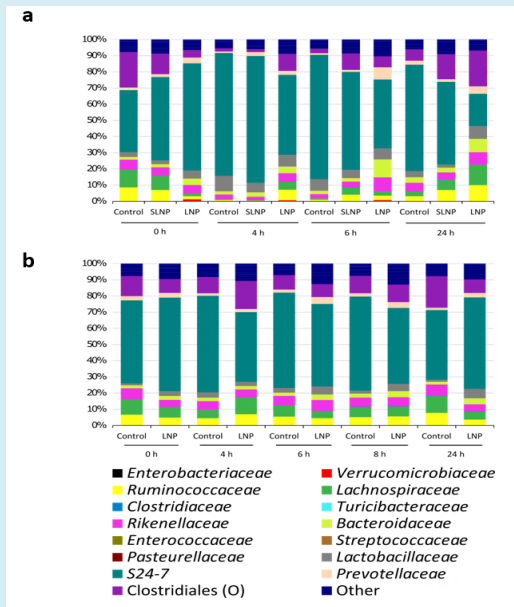 a
100%
90%
80%
70%
60%
50%
40%
30%
20%
10%
0%
Control SLNP LNP Control SLNP LNP Control SLNP LNP Control SLNP LNP
0 h 4 h 6 h 24 h
b
100%
90%
80%
70%
60%
50%
40%
30%
20%
10%
0%
Control LNP Control LNP Control LNP Control LNP Control LNP
0 h 4 h 6 h 8 h 24 h
Enterobacteriaceae Verrucomicrobiaceae
Ruminococcaceae Lachnospiraceae
Clostridiaceae Turicibacteraceae
Rikenellaceae Bacteroidaceae
Enterococcaceae Streptococcaceae
Pasteurellaceae Lactobacillaceae
S24-7 Prevotellaceae
Clostridiales (O) Other